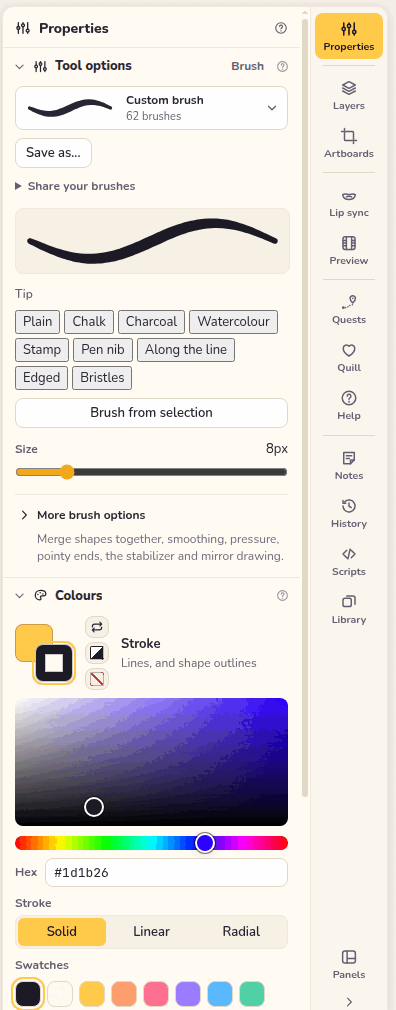 Properties
Tool options Brush
Custom brush
62 brushes
Save as...
Share your brushes
Tip
Plain Chalk Charcoal Watercolour
Stamp Pen nib Along the line
Edged Bristles
Brush from selection
Size 8px
More brush options
Merge shapes together, smoothing, pressure,
pointy ends, the stabilizer and mirror drawing.
Colours
Stroke
Lines, and shape outlines
Hex #1d1b26
Stroke
Solid Linear Radial
Swatches
Properties
Layers
Artboards
Lip sync
Preview
Quests
Quill
Help
Notes
History
Scripts
Library
Panels